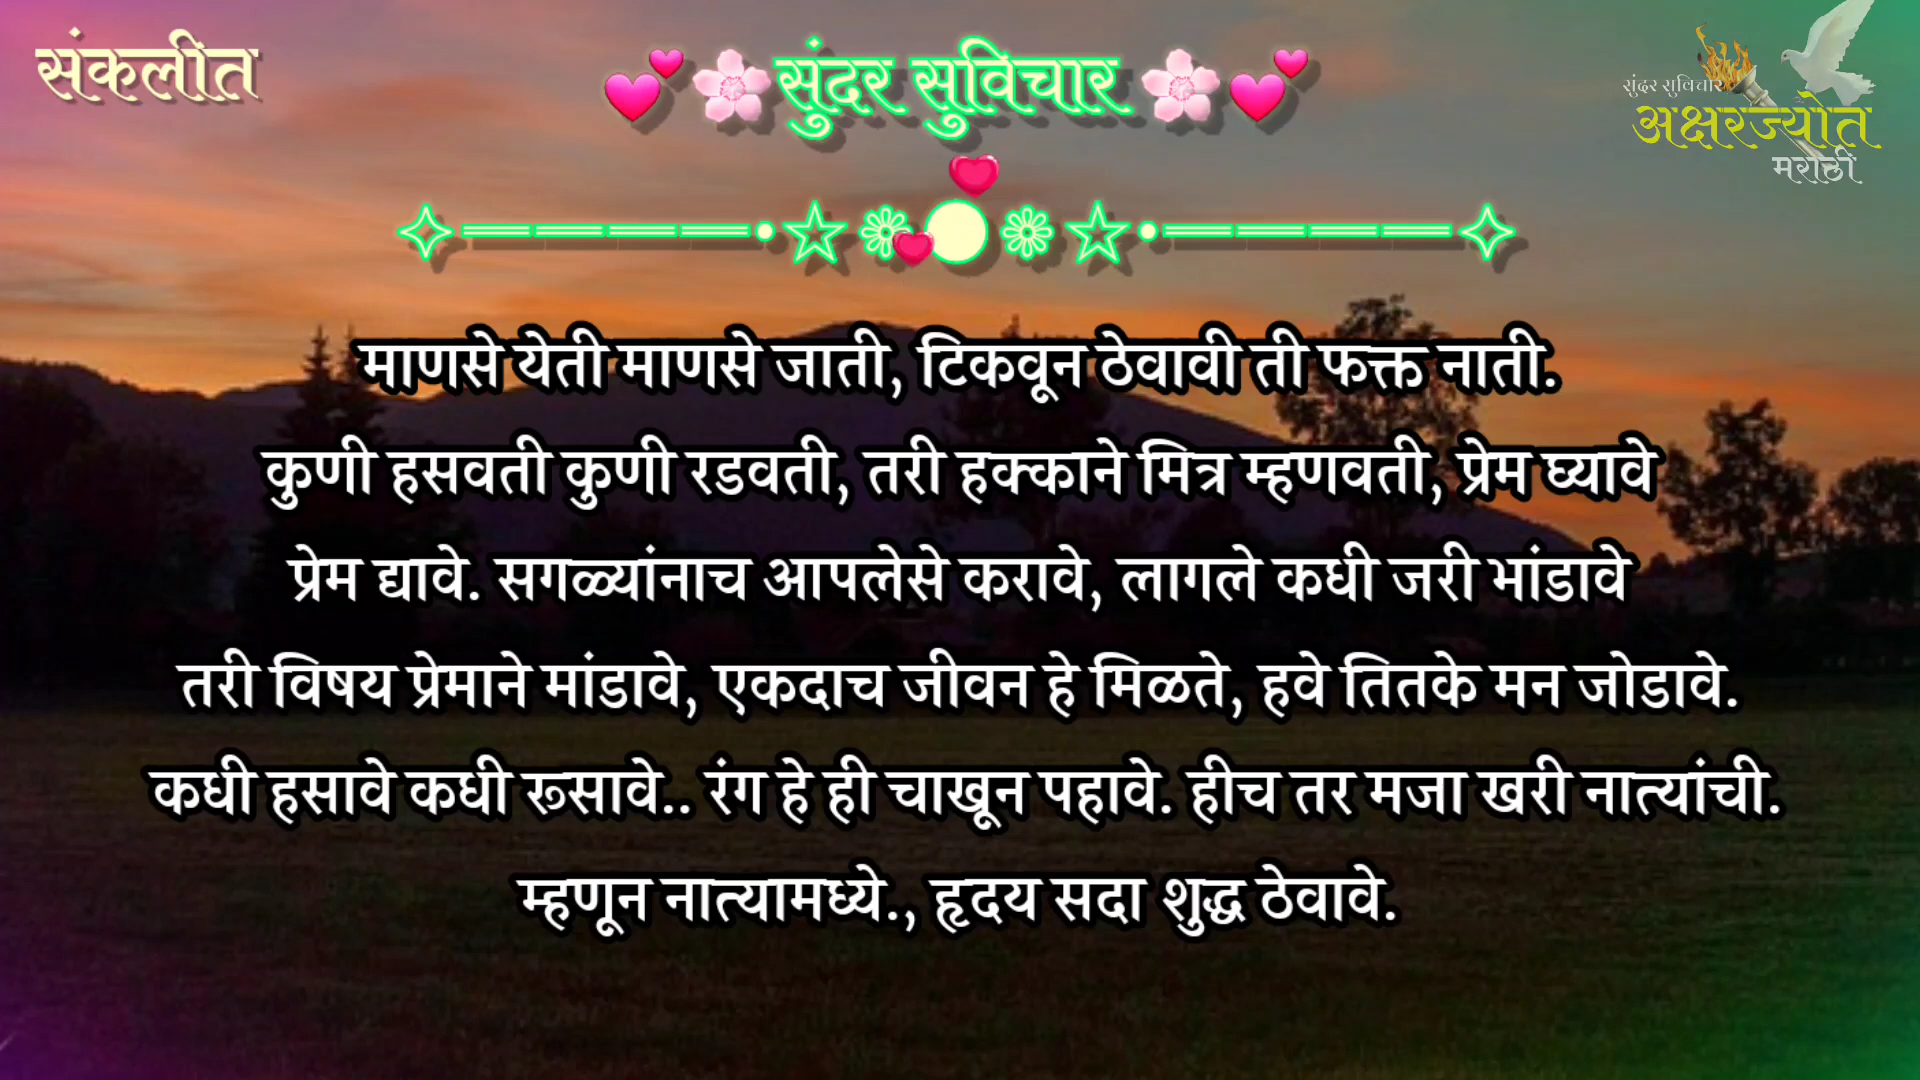 संकलीत
💕🌸सुंदर सुविचार 🌸💕
सुंदर सुविचार
अक्षरज्योत
मराठी
माणसे येती माणसे जाती, टिकवून ठेवावी ती फक्त नाती.
कुणी हसवती कुणी रडवती, तरी हक्काने मित्र म्हणवती, प्रेम घ्यावे
प्रेम द्यावे. सगळ्यांनाच आपलेसे करावे, लागले कधी जरी भांडावे
तरी विषय प्रेमाने मांडावे, एकदाच जीवन हे मिळते, हवे तितके मन जोडावे.
कधी हसावे कधी रूसावे.. रंग हे ही चाखून पहावे. हीच तर मजा खरी नात्यांची.
म्हणून नात्यामध्ये., हृदय सदा शुद्ध ठेवावे.